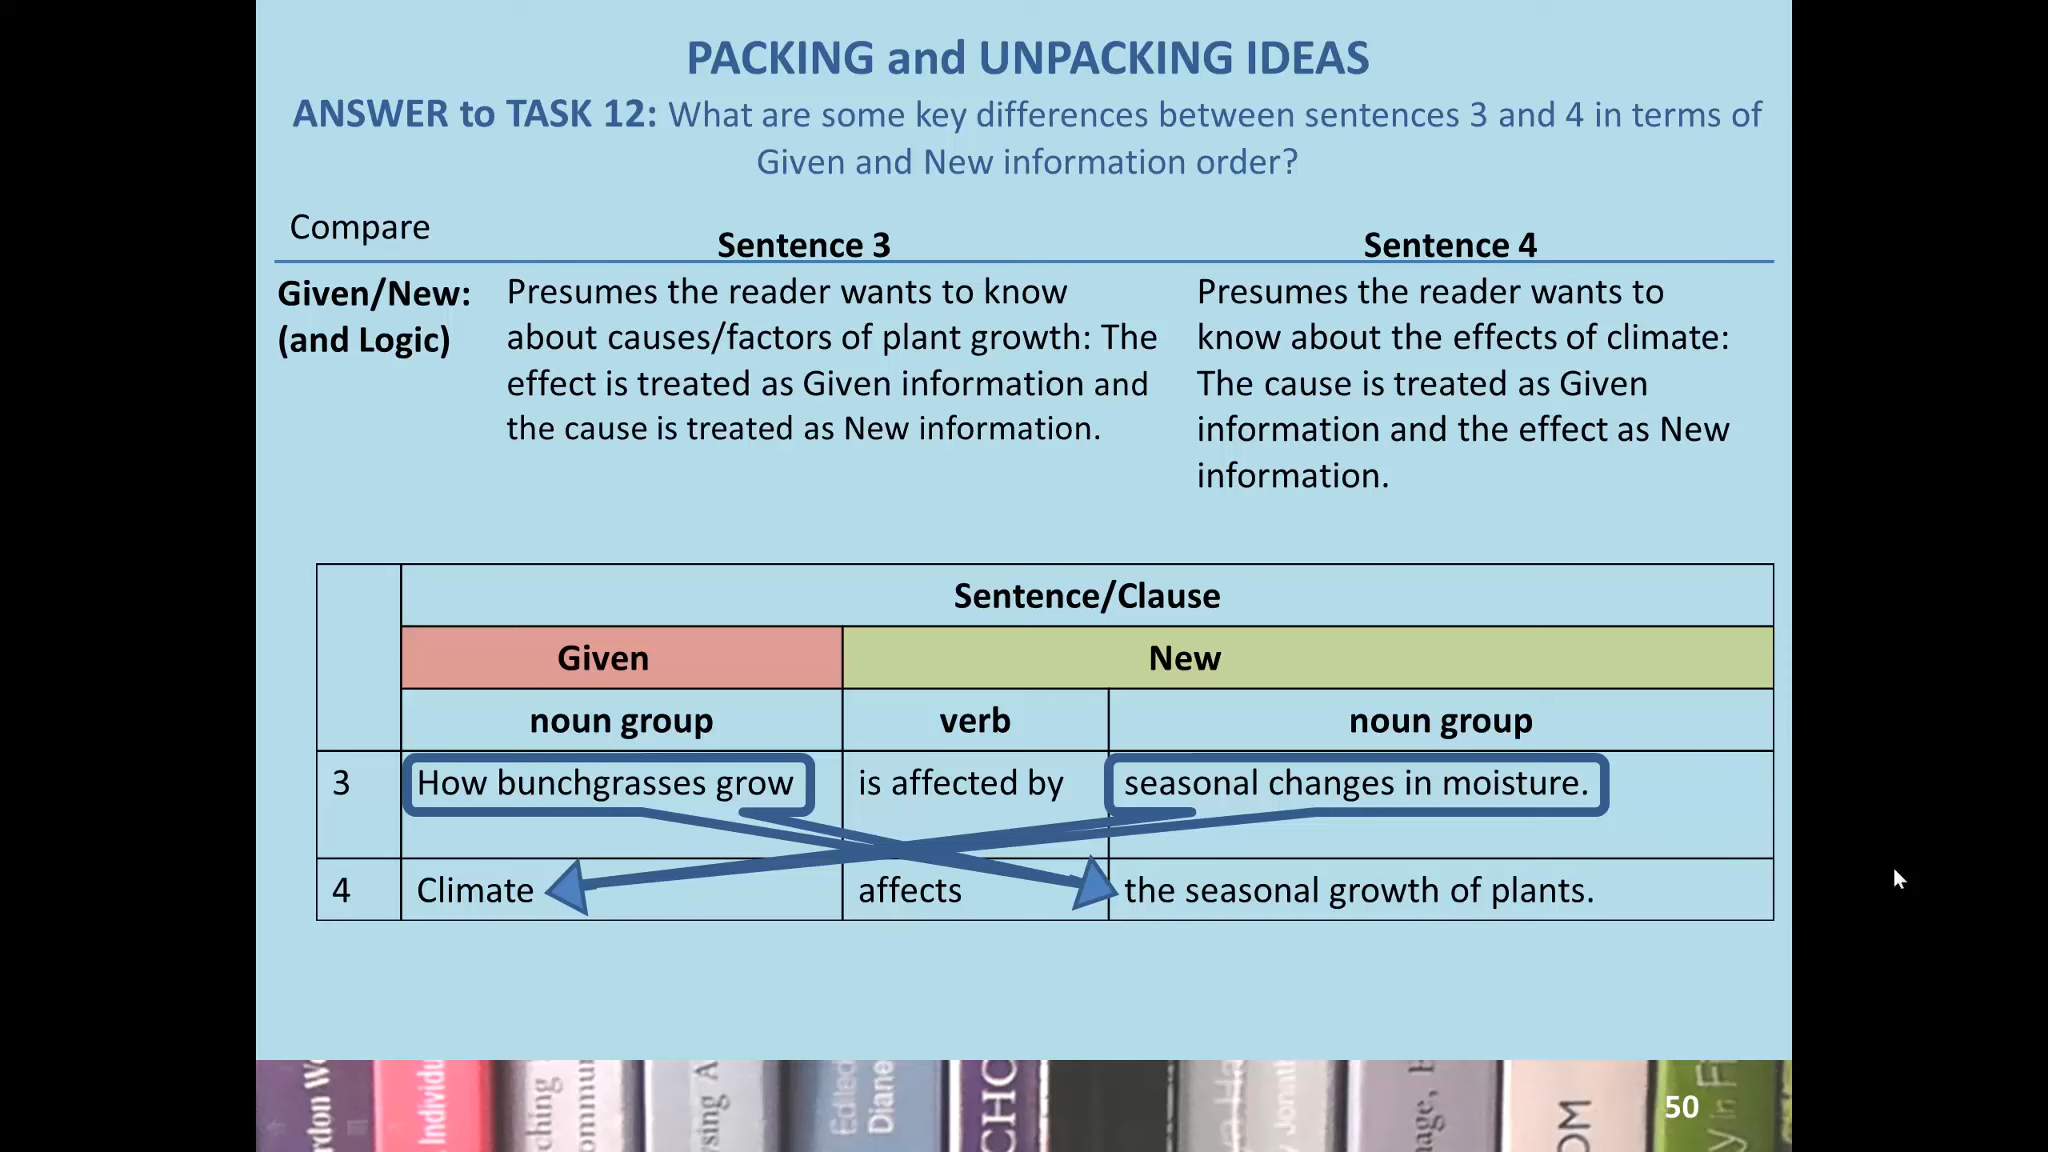 PACKING and UNPACKING IDEAS
ANSWER to TASK 12: What are some key differences between sentences 3 and 4 in terms of
Given and New information order?
Compare
Sentence 3
Sentence 4
Given/New:
(and Logic)
Presumes the reader wants to know
about causes/factors of plant growth: The
effect is treated as Given information and
the cause is treated as New information.
Presumes the reader wants to
know about the effects of climate:
The cause is treated as Given
information and the effect as New
information.
Sentence/Clause
Given
New
noun group
verb
noun group
3
How bunchgrasses grow
is affected by
seasonal changes in moisture.
4
Climate
affects
the seasonal growth of plants.
Individu
Diane
50